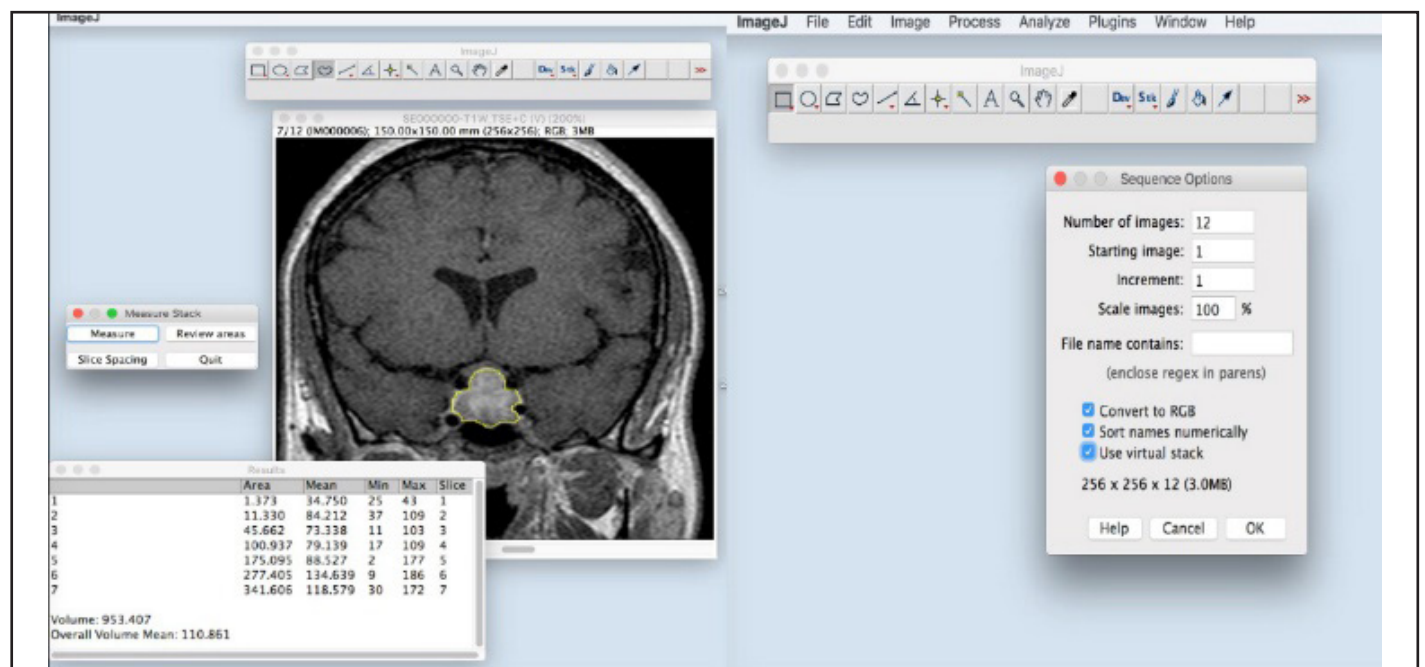 ImageJ
ImageJ
SE000000-T1W,TSE+C (V) (200%)
7/12 (IM000006); 150.00x150.00 mm (256x256); RGB; 3MB
Measure Stack
Measure Review areas
Slice Spacing Quit
Results
Area Mean Min Max Slice
1 1.373 34.750 25 43 1
2 11.330 84.212 37 109 2
3 45.662 73.338 11 103 3
4 100.937 79.139 17 109 4
5 175.095 88.527 2 177 5
6 277.405 134.639 9 186 6
7 341.606 118.579 30 172 7
Volume: 953.407
Overall Volume Mean: 110.861
ImageJ File Edit Image Process Analyze Plugins Window Help
ImageJ
Dev Stk
Sequence Options
Number of images: 12
Starting image: 1
Increment: 1
Scale images: 100 %
File name contains:
(enclose regex in parens)
Convert to RGB
Sort names numerically
Use virtual stack
256 x 256 x 12 (3.0MB)
Help Cancel OK